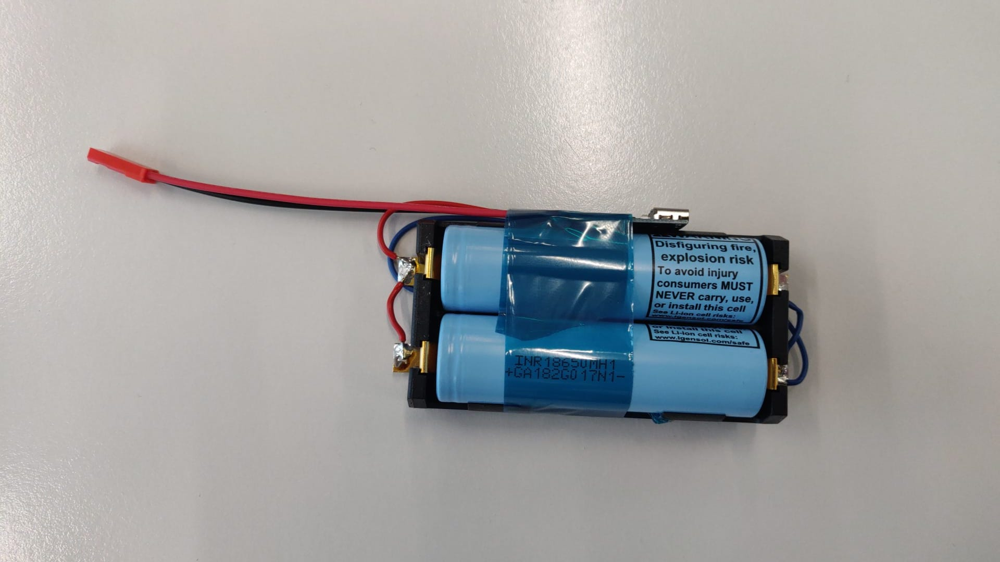 WARNING
Disfiguring fire,
explosion risk
To avoid injury
consumers MUST
NEVER carry, use,
or install this cell
See Li-ion cell risks:
www.lgensol.com/safe
or install this cell
See Li-ion cell risks:
www.lgensol.com/safe
INR18650MH1
+GA182G017N1-